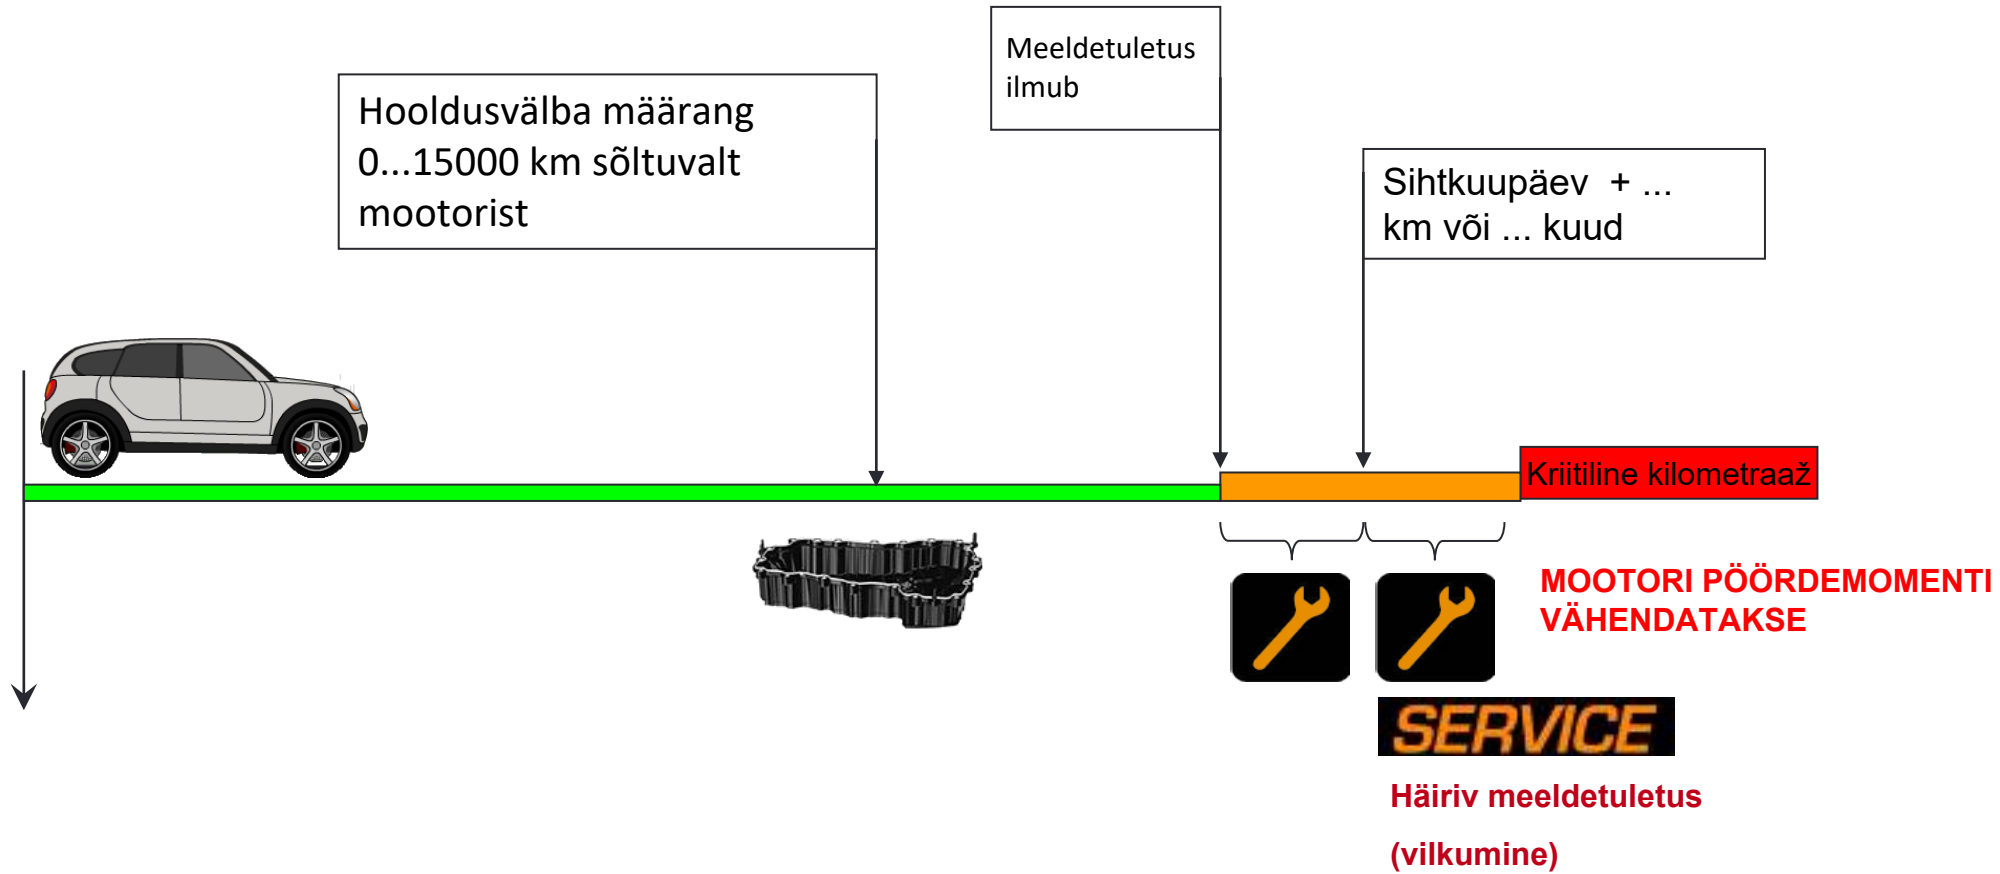 Meeldetuletus
ilmub
Hooldusvälba määrang
0...15000 km sõltuvalt
mootorist
Sihtkuupäev + ...
km või ... kuud
Kriitiline kilometraaž
MOOTORI PÖÖRDEMOMENTI
VÄHENDATAKSE
SERVICE
Häiriv meeldetuletus
(vilkumine)